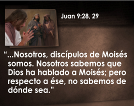 Juan 9:28, 29
"...Nosotros, discípulos de Moisés
somos. Nosotros sabemos que
Dios ha hablado a Moisés; pero
respecto a ése, no sabemos de
dónde sea."